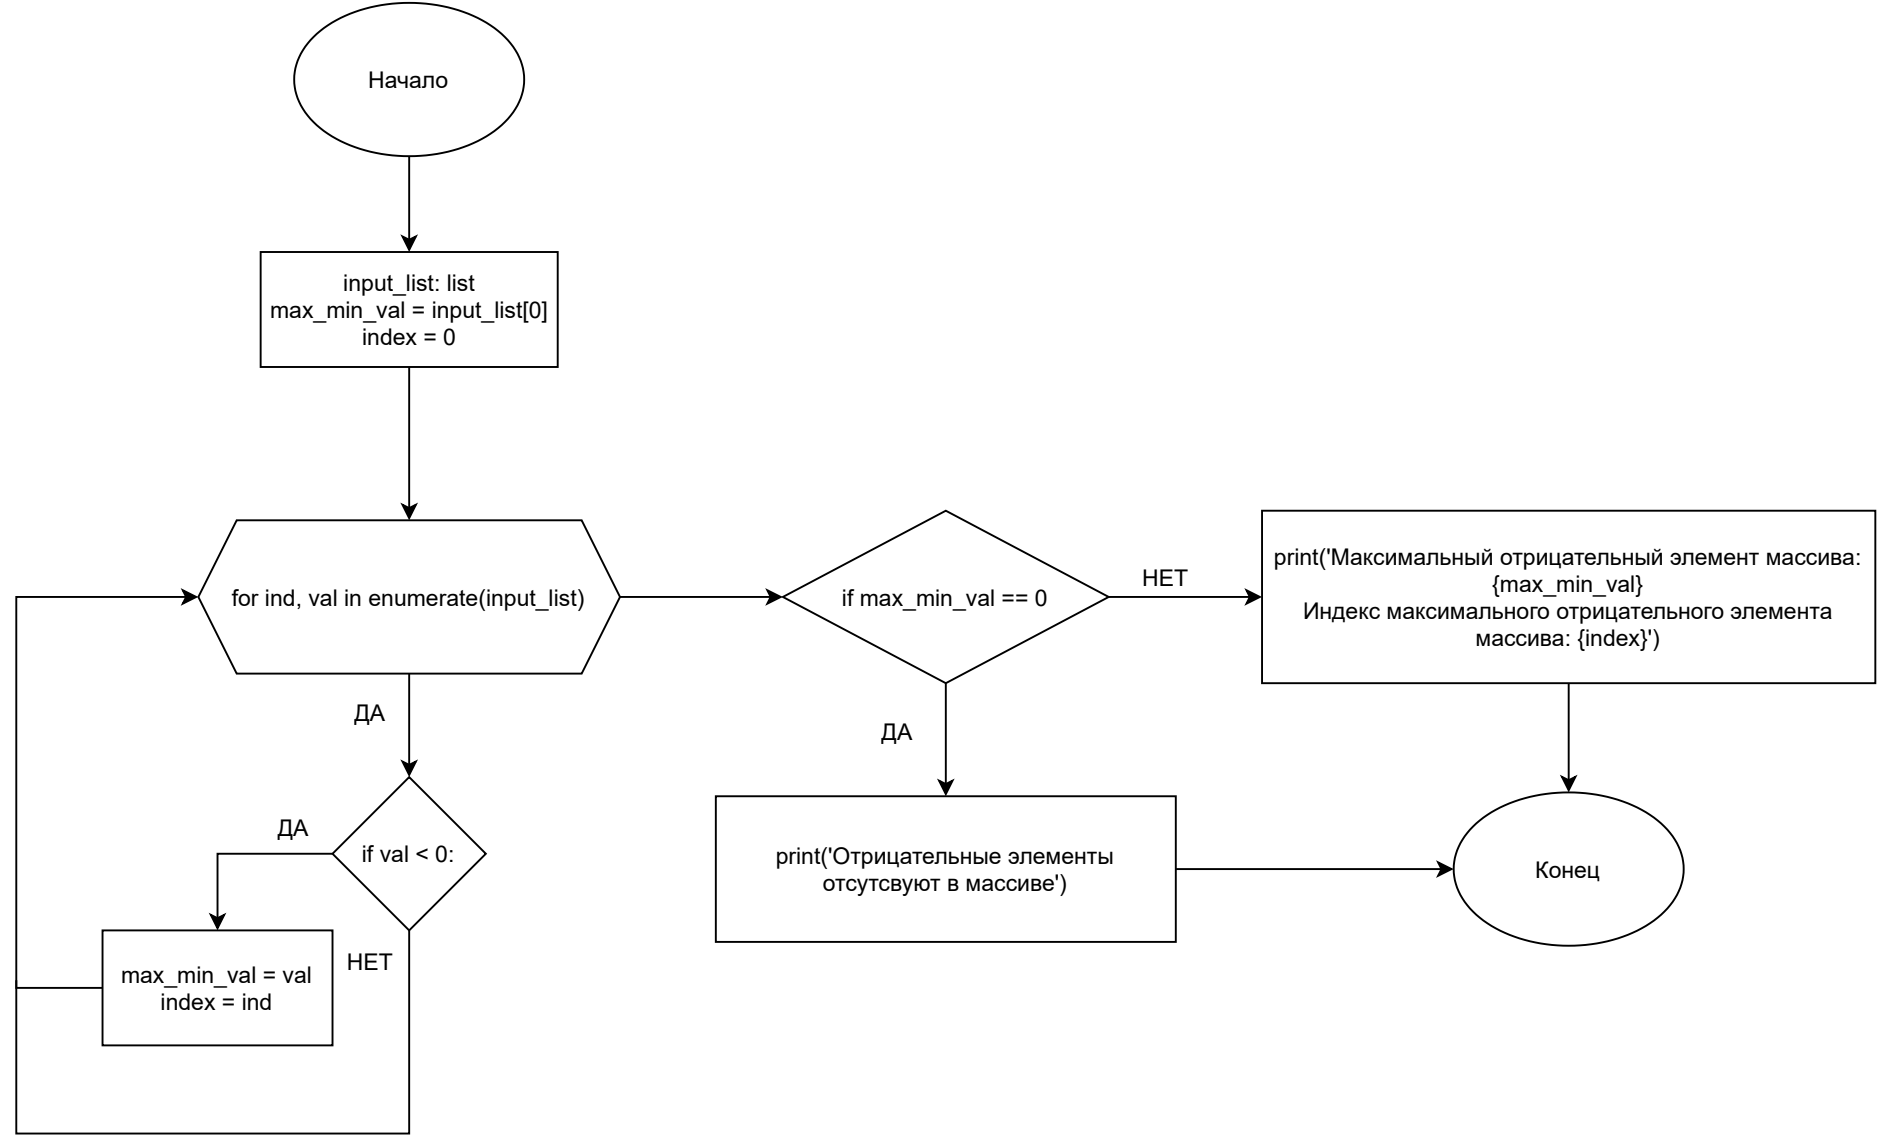 Начало
input_list: list
max_min_val = input_list[0]
index = 0
for ind, val in enumerate(input_list)
if max_min_val == 0
НЕТ
print('Максимальный отрицательный элемент массива:
{max_min_val}
Индекс максимального отрицательного элемента
массива: {index}')
ДА
ДА
ДА
if val < 0:
print('Отрицательные элементы
отсутсвуют в массиве')
Конец
НЕТ
max_min_val = val
index = ind